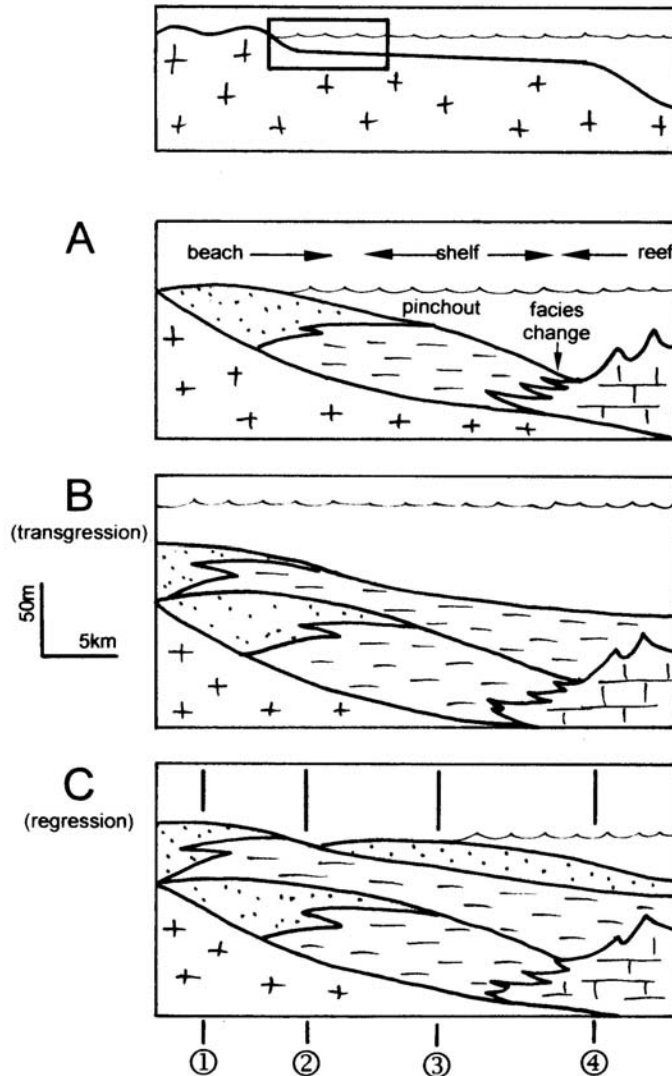 A
beach shelf reef
pinchout facies
change
B
(transgression)
50m
5km
C
(regression)
① ② ③ ④